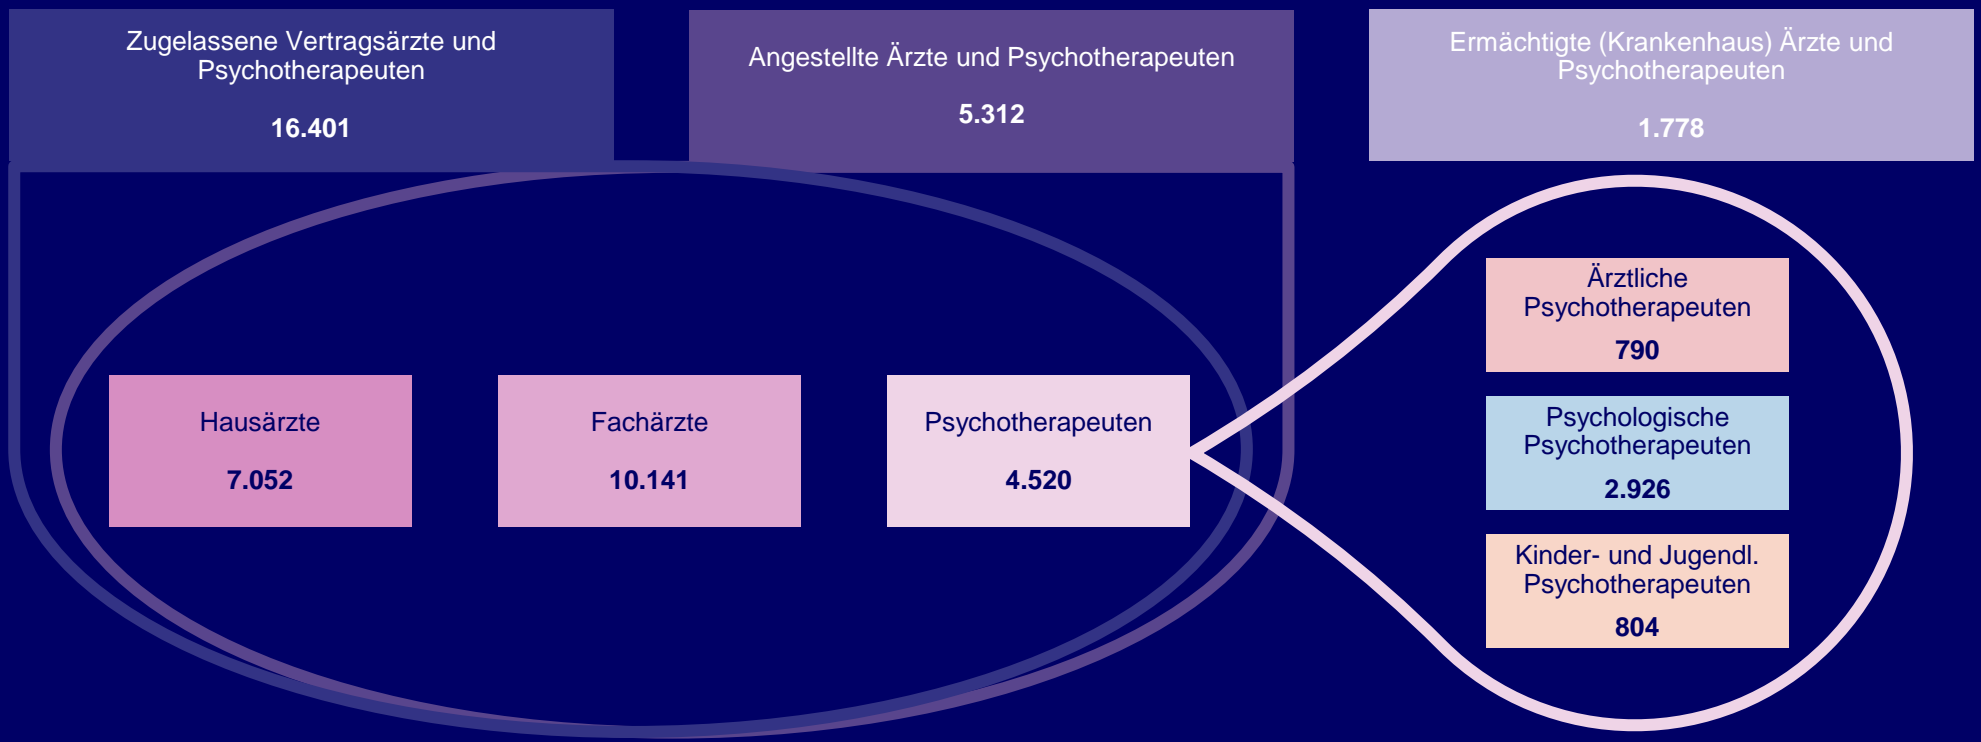 Zugelassene Vertragsärzte und
Psychotherapeuten
16.401
Angestellte Ärzte und Psychotherapeuten
5.312
Ermächtigte (Krankenhaus) Ärzte und
Psychotherapeuten
1.778
Hausärzte
7.052
Fachärzte
10.141
Psychotherapeuten
4.520
Ärztliche
Psychotherapeuten
790
Psychologische
Psychotherapeuten
2.926
Kinder- und Jugendl.
Psychotherapeuten
804